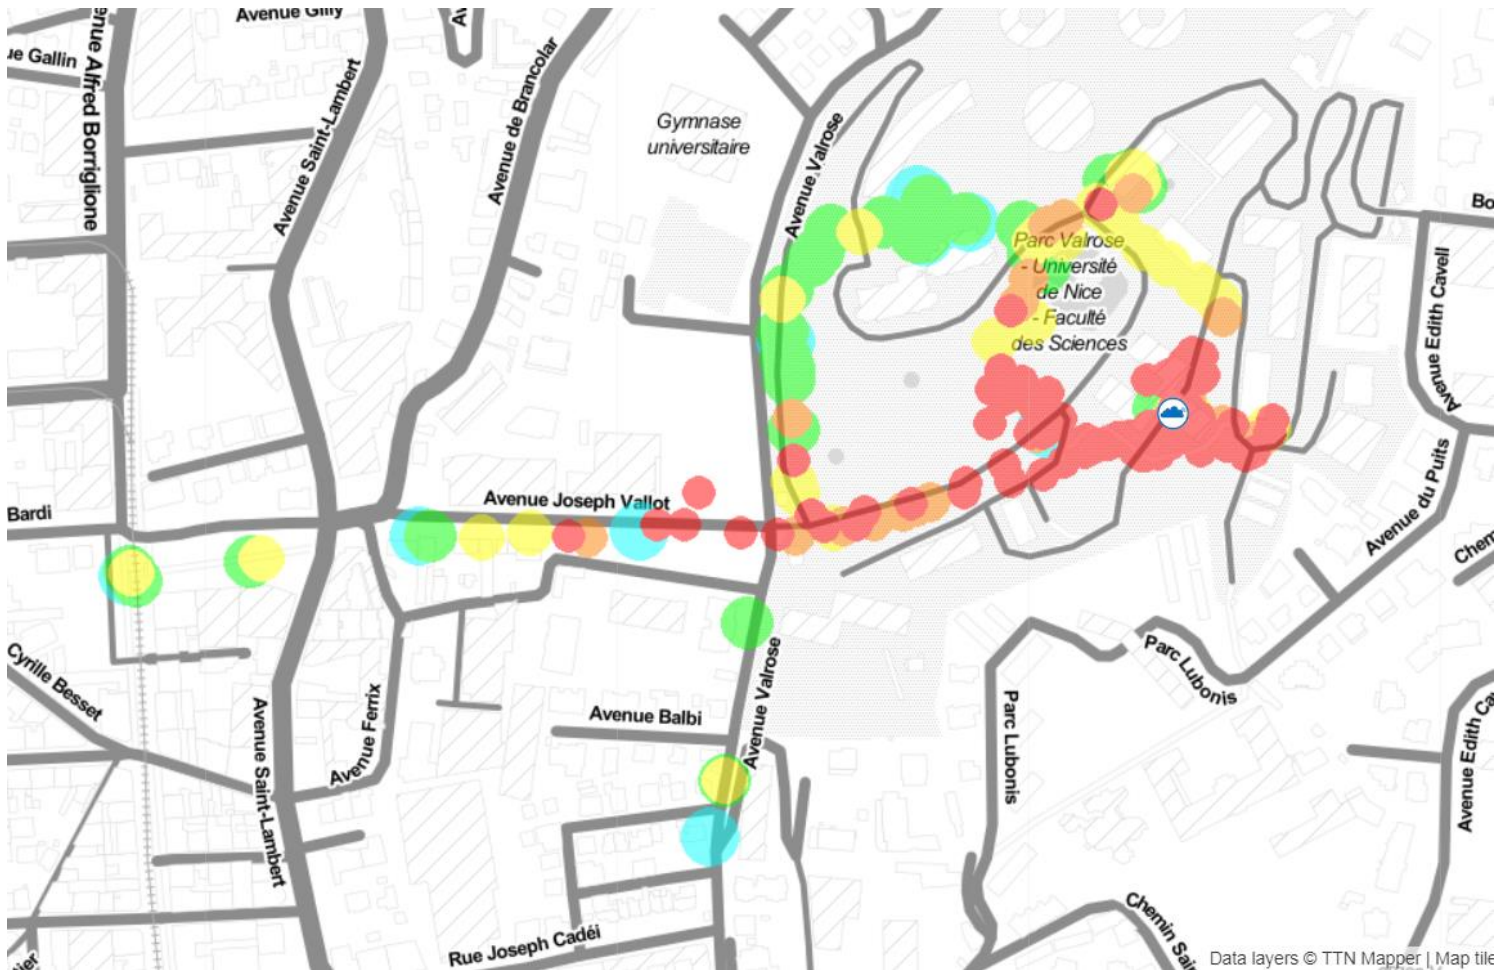 Avenue Gilly
ue Gallin
enue Alfred Borriglione
Av
Avenue Saint-Lambert
Avenue de Brancolar
Gymnase
universitaire
Avenue Valrose
Bo
Parc Valrose
- Université
de Nice
- Faculté
des Sciences
Avenue Edith Cavell
Avenue Joseph Vallot
Bardi
Avenue du Puits
Chem
Cyrille Besset
Avenue Ferrix
Avenue Saint-Lambert
Avenue Balbi
Avenue Valrose
Parc Lubonis
Parc Lubonis
Avenue Edith Ca
Rue Joseph Cadéi
Chemin Sai
ier
Data layers © TTN Mapper | Map tile